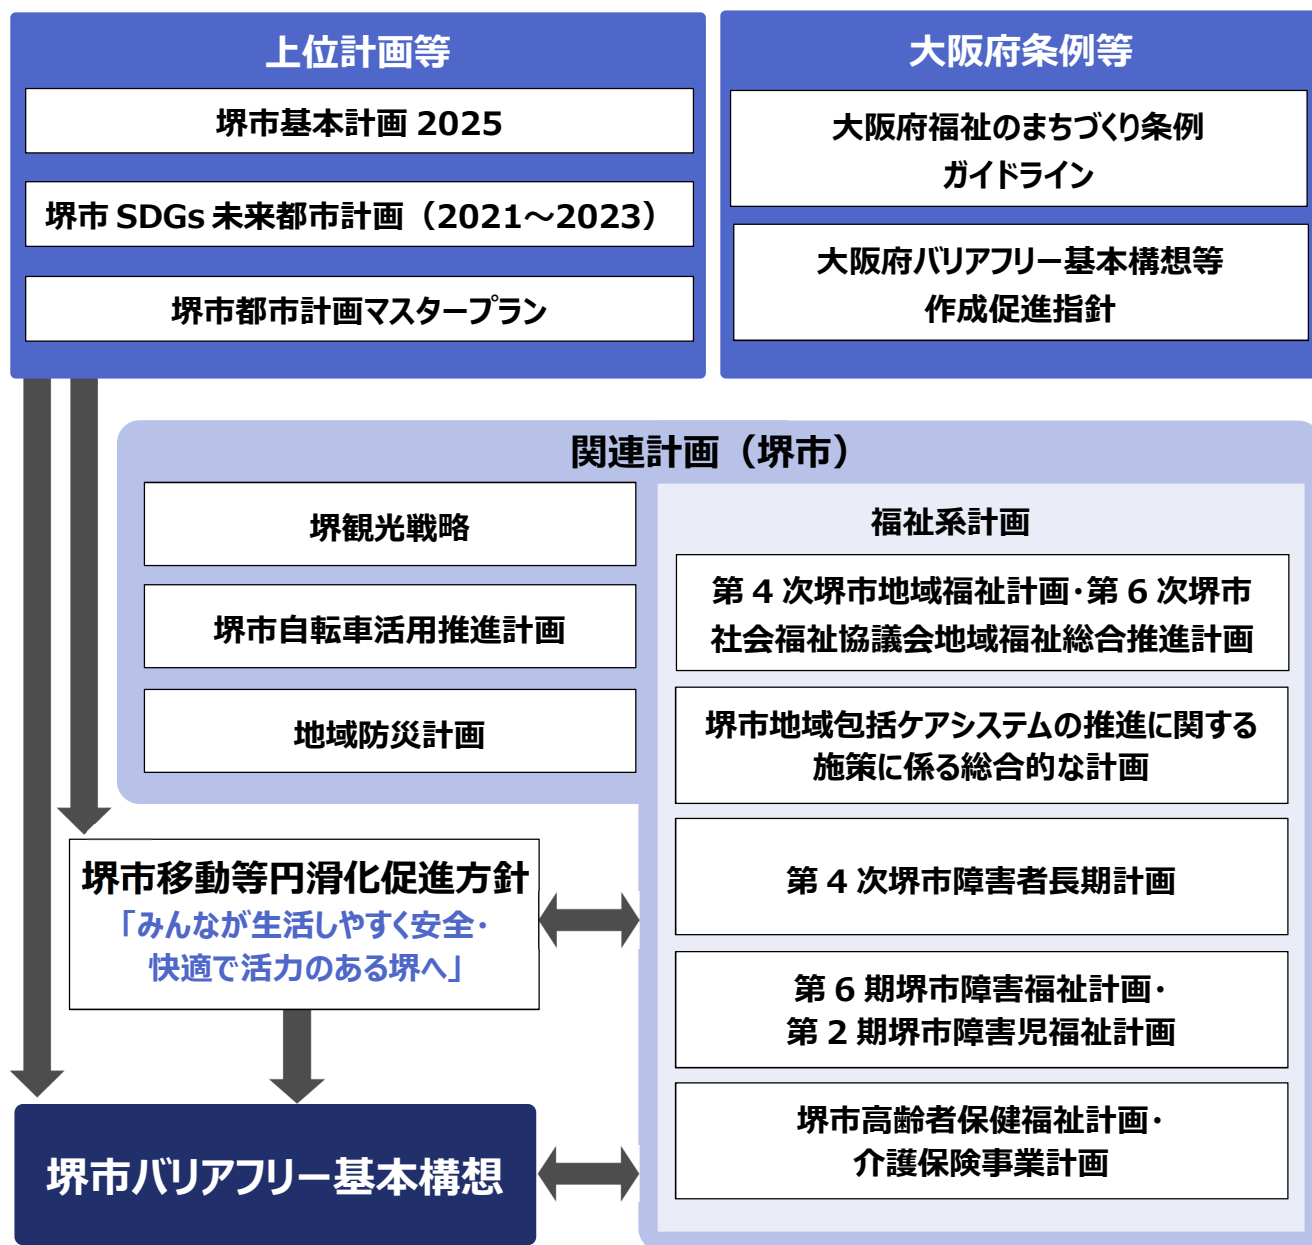 上位計画等
堺市基本計画 2025
堺市 SDGs 未来都市計画（2021～2023）
堺市都市計画マスタープラン
大阪府条例等
大阪府福祉のまちづくり条例
ガイドライン
大阪府バリアフリー基本構想等
作成促進指針
関連計画（堺市）
堺観光戦略
堺市自転車活用推進計画
地域防災計画
福祉系計画
第 4 次堺市地域福祉計画･第 6 次堺市
社会福祉協議会地域福祉総合推進計画
堺市地域包括ケアシステムの推進に関する
施策に係る総合的な計画
第 4 次堺市障害者長期計画
第 6 期堺市障害福祉計画･
第 2 期堺市障害児福祉計画
堺市高齢者保健福祉計画･
介護保険事業計画
堺市移動等円滑化促進方針
「みんなが生活しやすく安全･
快適で活力のある堺へ」
堺市バリアフリー基本構想